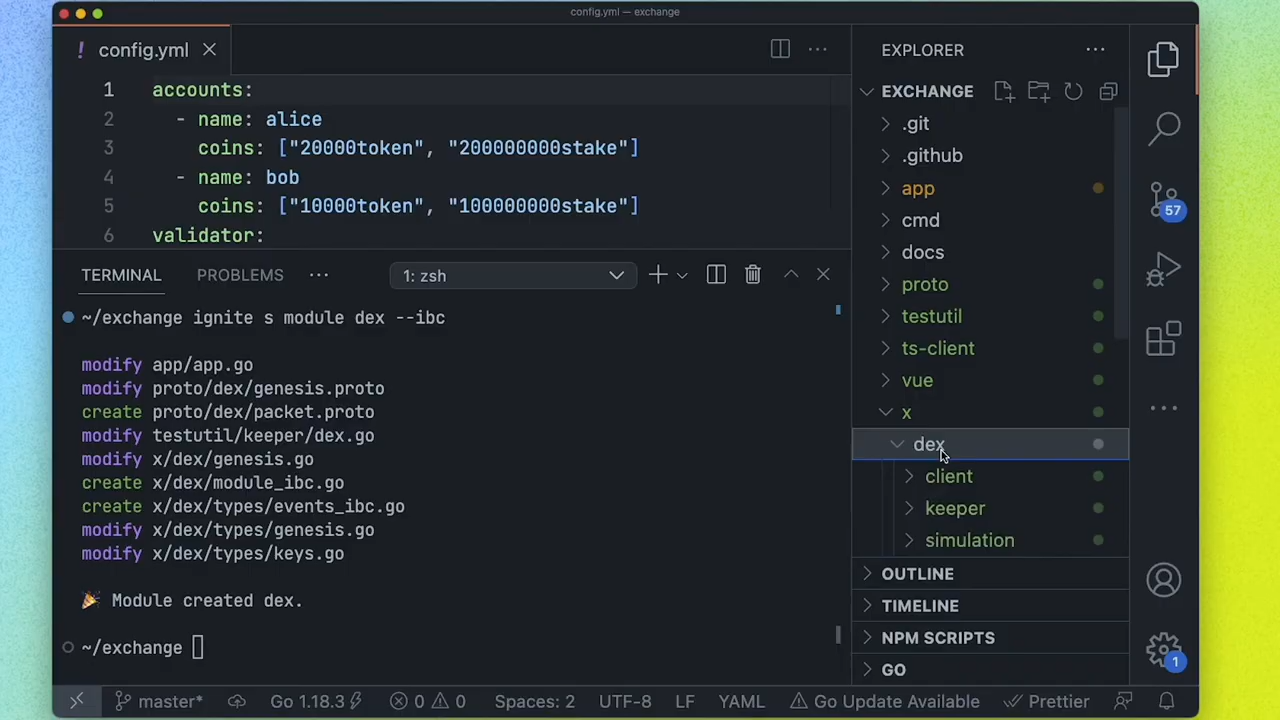 config.yml — exchange
! config.yml
1 accounts:
2 - name: alice
3 coins: ["20000token", "200000000stake"]
4 - name: bob
5 coins: ["10000token", "100000000stake"]
6 validator:
TERMINAL PROBLEMS
1: zsh
~/exchange ignite s module dex --ibc
modify app/app.go
modify proto/dex/genesis.proto
create proto/dex/packet.proto
modify testutil/keeper/dex.go
modify x/dex/genesis.go
create x/dex/module_ibc.go
create x/dex/types/events_ibc.go
modify x/dex/types/genesis.go
modify x/dex/types/keys.go
🎉 Module created dex.
~/exchange
EXPLORER
EXCHANGE
.git
.github
app
cmd
docs
proto
testutil
ts-client
vue
x
dex
client
keeper
simulation
OUTLINE
TIMELINE
NPM SCRIPTS
GO
57
1
master* Go 1.18.3 0 0 Spaces: 2 UTF-8 LF YAML Go Update Available Prettier